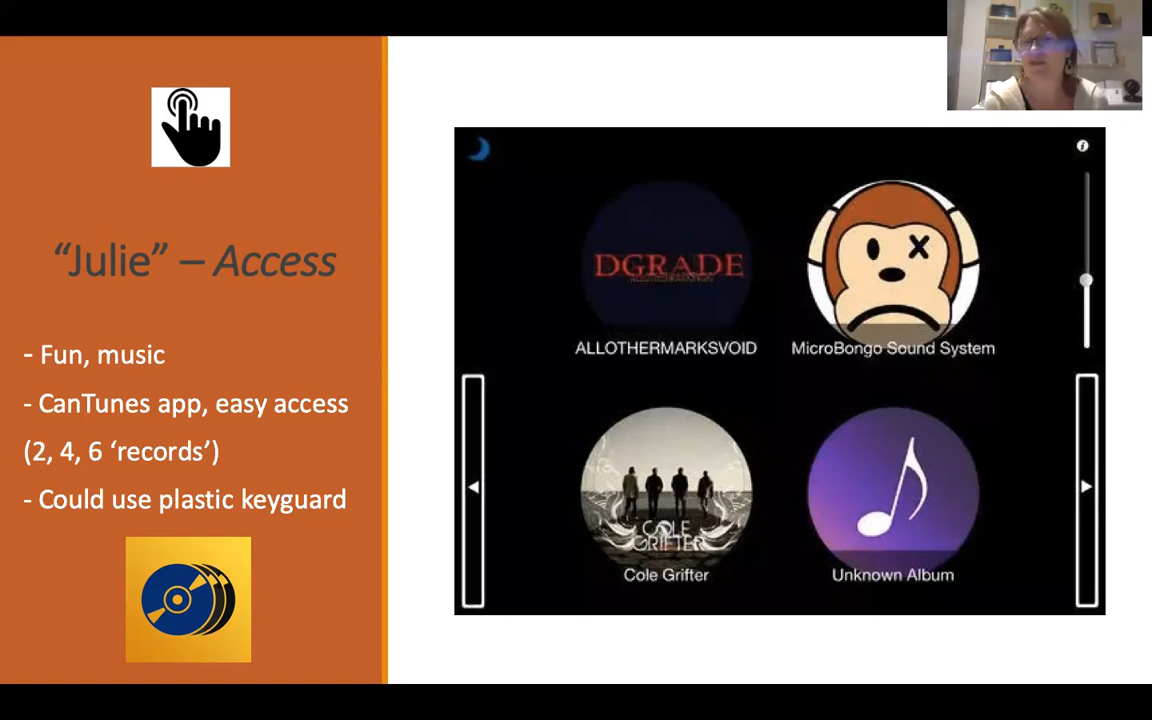 “Julie” – Access
- Fun, music
- CanTunes app, easy access
(2, 4, 6 ‘records’)
- Could use plastic keyguard
DGRADE
ALLOTHERMARKSVOID
MicroBongo Sound System
COLE
GRIFTER
Cole Grifter
Unknown Album